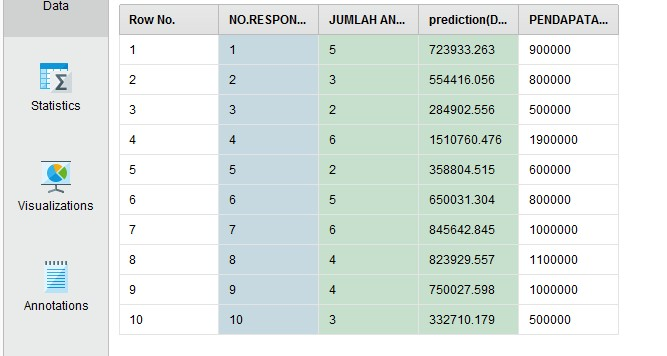 Data
Statistics
Visualizations
Annotations
Row No. NO.RESPON... JUMLAH AN... prediction(D... PENDAPATA...
1 1 5 723933.263 900000
2 2 3 554416.056 800000
3 3 2 284902.556 500000
4 4 6 1510760.476 1900000
5 5 2 358804.515 600000
6 6 5 650031.304 800000
7 7 6 845642.845 1000000
8 8 4 823929.557 1100000
9 9 4 750027.598 1000000
10 10 3 332710.179 500000